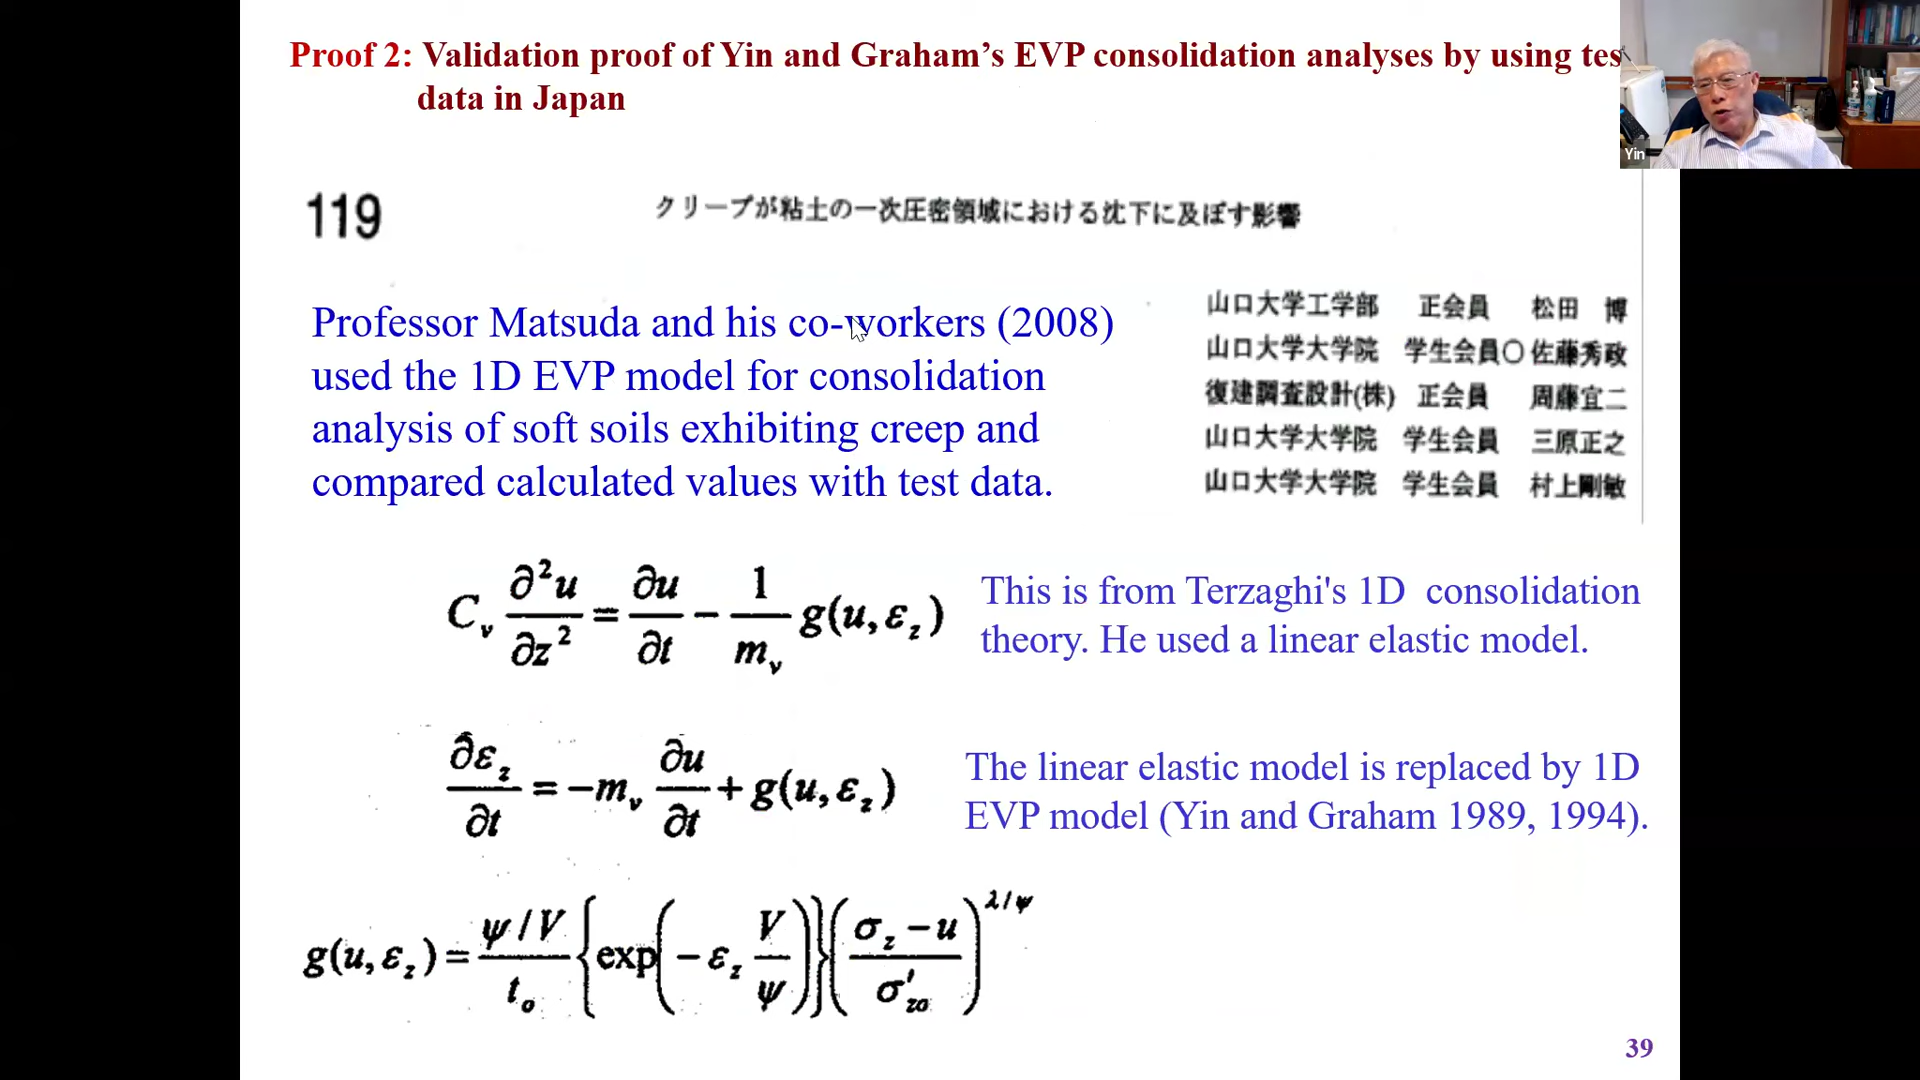 Proof 2: Validation proof of Yin and Graham’s EVP consolidation analyses by using tes
data in Japan
Yin
119
クリープが粘土の一次圧密領域における沈下に及ぼす影響
Professor Matsuda and his co-workers (2008)
used the 1D EVP model for consolidation
analysis of soft soils exhibiting creep and
compared calculated values with test data.
山口大学工学部 正会員 松田 博
山口大学大学院 学生会員〇 佐藤秀政
復建調査設計(株) 正会員 周藤宜二
山口大学大学院 学生会員 三原正之
山口大学大学院 学生会員 村上剛敏
C_v ∂²u/∂z² = ∂u/∂t − 1/m_v g(u, ε_z)
This is from Terzaghi's 1D consolidation
theory. He used a linear elastic model.
∂ε_z/∂t = −m_v ∂u/∂t + g(u, ε_z)
The linear elastic model is replaced by 1D
EVP model (Yin and Graham 1989, 1994).
g(u, ε_z) = (ψ/V)/t_o {exp(−ε_z V/ψ)}((σ_z − u)/σ'_zo)^(λ/ψ)
39